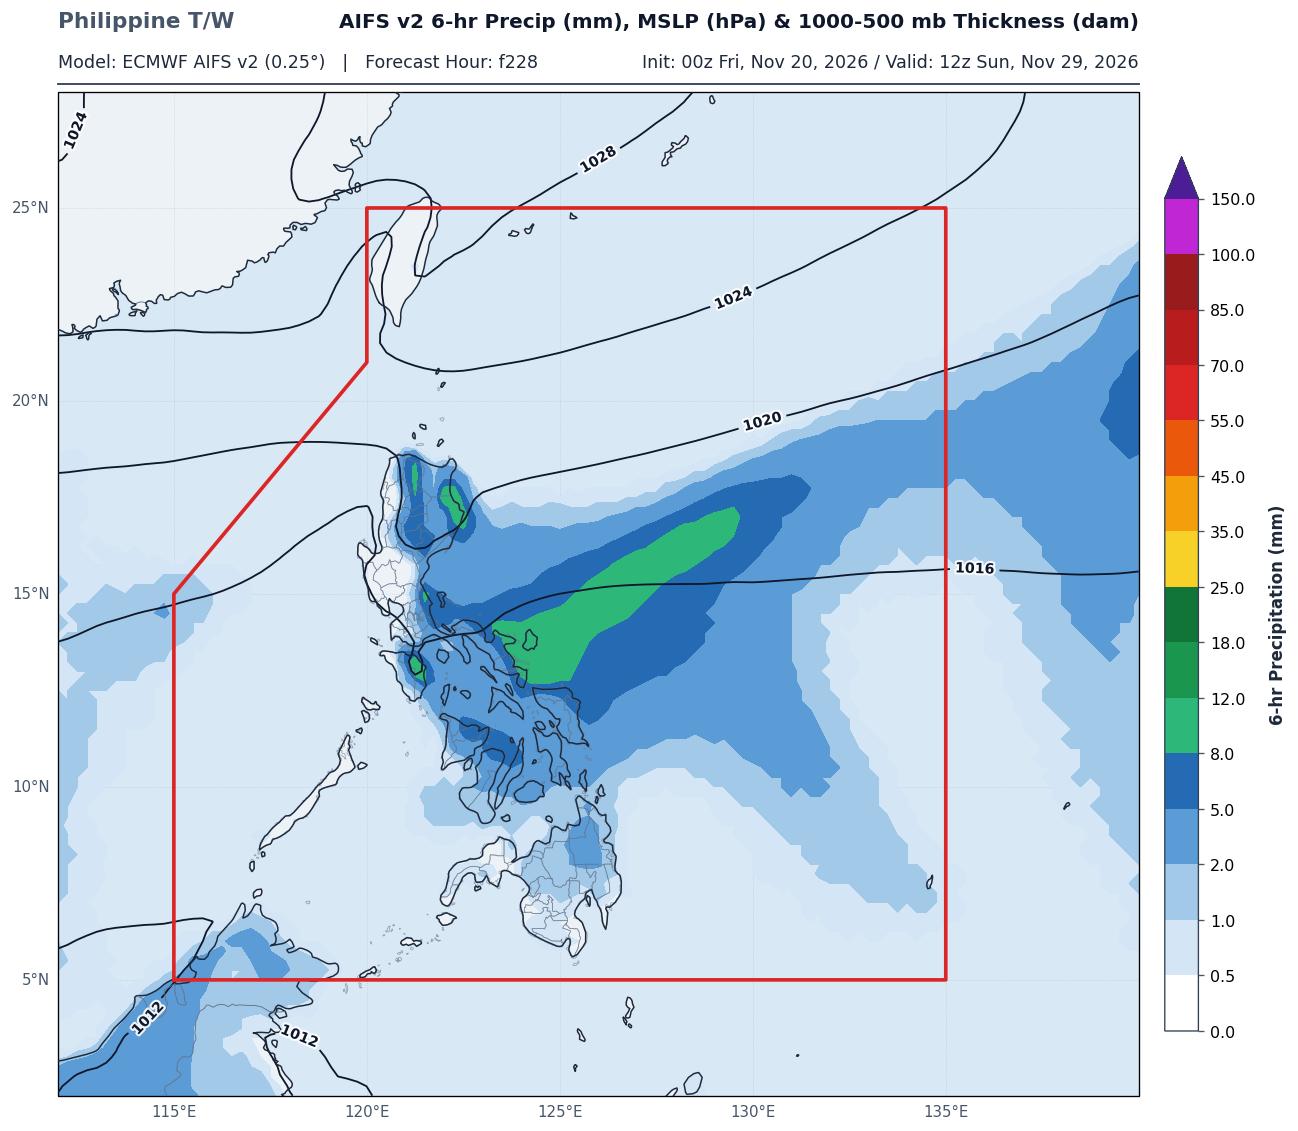 Philippine T/W
AIFS v2 6-hr Precip (mm), MSLP (hPa) & 1000-500 mb Thickness (dam)
Model: ECMWF AIFS v2 (0.25°) | Forecast Hour: f228
Init: 00z Fri, Nov 20, 2026 / Valid: 12z Sun, Nov 29, 2026
1024
1028
1024
1020
1016
1012
1012
25°N
20°N
15°N
10°N
5°N
115°E
120°E
125°E
130°E
135°E
150.0
100.0
85.0
70.0
55.0
45.0
35.0
25.0
18.0
12.0
8.0
5.0
2.0
1.0
0.5
0.0
6-hr Precipitation (mm)